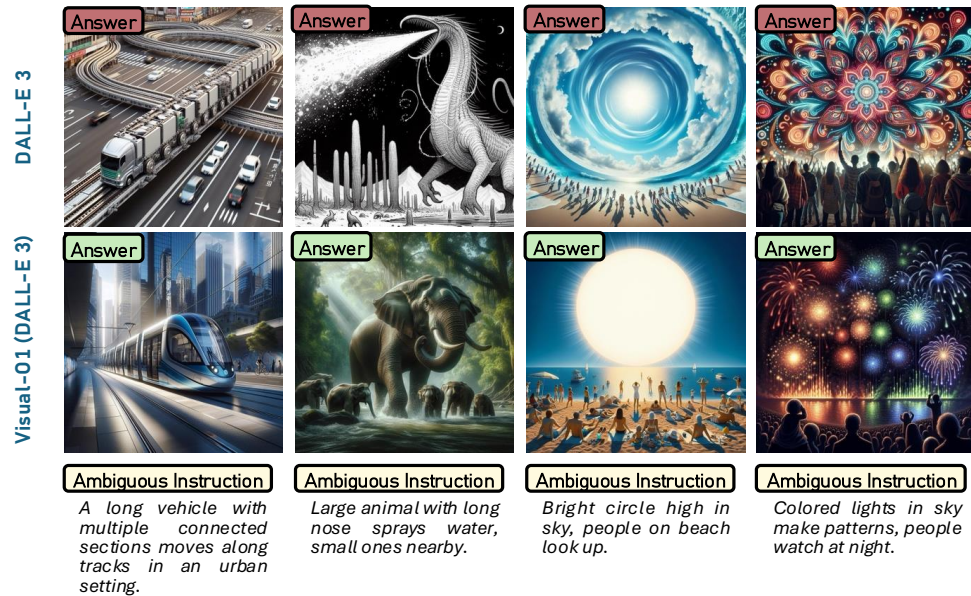 DALL-E 3
Answer
Answer
Answer
Answer
Visual-01 (DALL-E 3)
Answer
Answer
Answer
Answer
Ambiguous Instruction
Ambiguous Instruction
Ambiguous Instruction
Ambiguous Instruction
A long vehicle with
multiple connected
sections moves along
tracks in an urban
setting.
Large animal with long
nose sprays water,
small ones nearby.
Bright circle high in
sky, people on beach
look up.
Colored lights in sky
make patterns, people
watch at night.